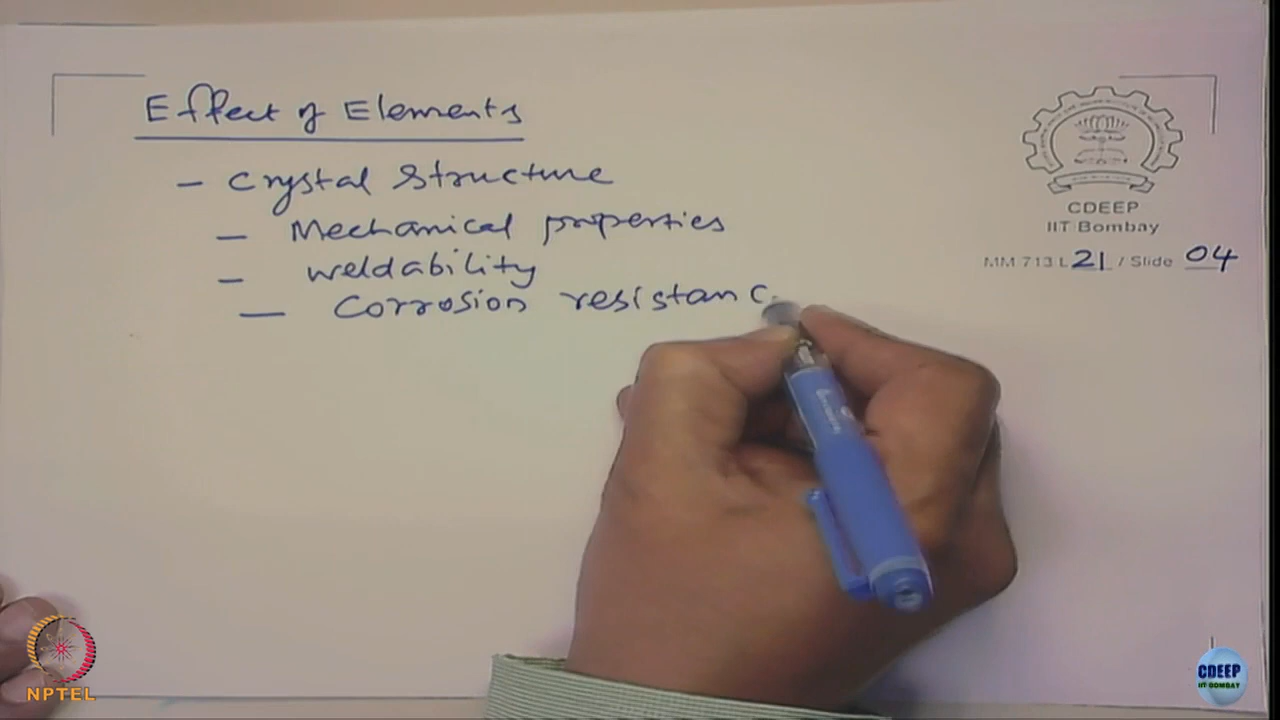 Effect of Elements
- Crystal Structure
- Mechanical properties
- Weldability
- Corrosion resistanc
CDEEP
IIT Bombay
MM 713 L 21 / Slide 04
NPTEL
CDEEP
IIT BOMBAY